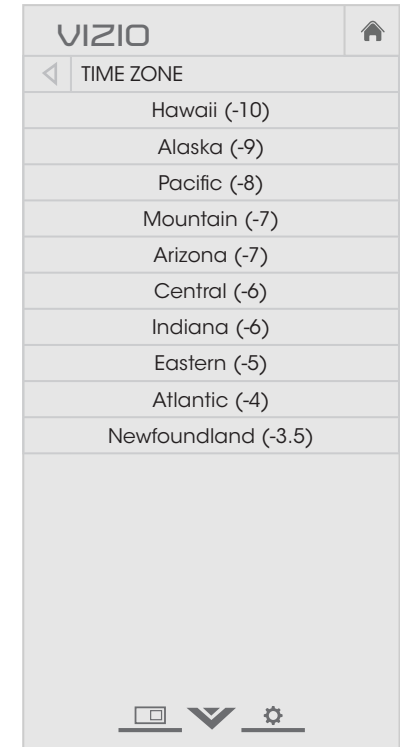 VIZIO
TIME ZONE
Hawaii (-10)
Alaska (-9)
Pacific (-8)
Mountain (-7)
Arizona (-7)
Central (-6)
Indiana (-6)
Eastern (-5)
Atlantic (-4)
Newfoundland (-3.5)